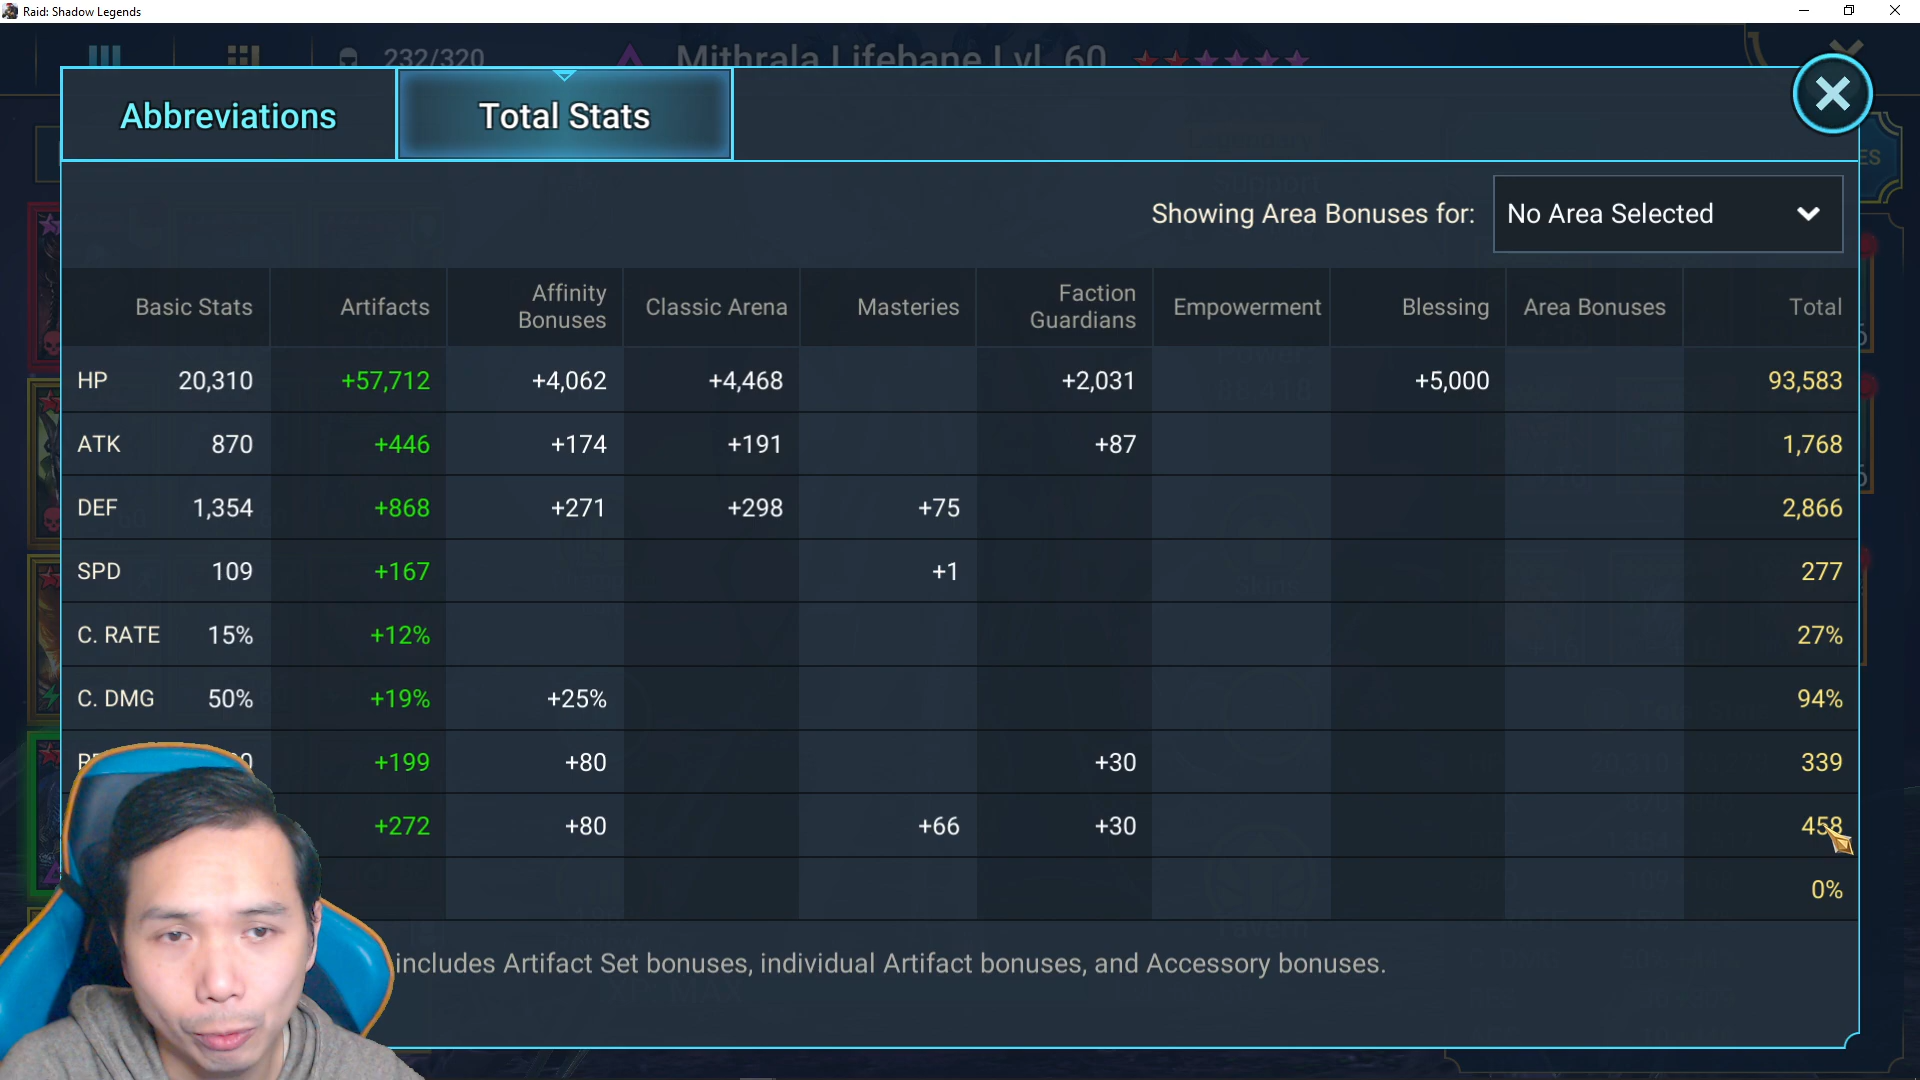 Raid: Shadow Legends
232/320
Mithrala Lifebane Lvl. 60
Abbreviations
Total Stats
Showing Area Bonuses for:
No Area Selected
Basic Stats Artifacts Affinity Bonuses Classic Arena Masteries Faction Guardians Empowerment Blessing Area Bonuses Total
HP 20,310 +57,712 +4,062 +4,468 +2,031 +5,000 93,583
ATK 870 +446 +174 +191 +87 1,768
DEF 1,354 +868 +271 +298 +75 2,866
SPD 109 +167 +1 277
C. RATE 15% +12% 27%
C. DMG 50% +19% +25% 94%
+199 +80 +30 339
+272 +80 +66 +30 458
0%
includes Artifact Set bonuses, individual Artifact bonuses, and Accessory bonuses.